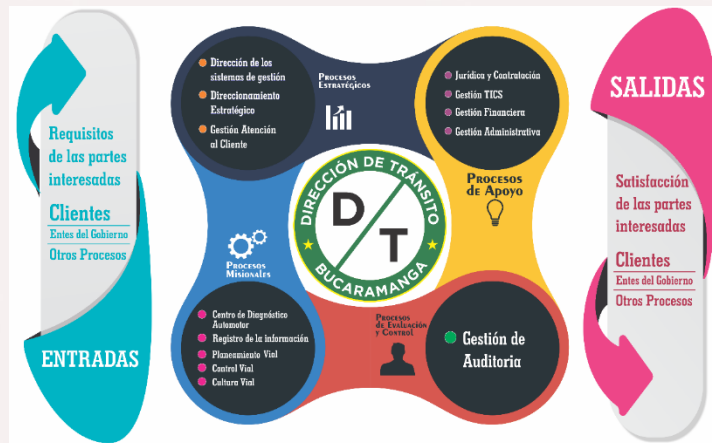 Requisitos
de las partes
interesadas
Clientes
Entes del Gobierno
Otros Procesos
ENTRADAS
Dirección de los
sistemas de gestión
Direccionamiento
Estratégico
Gestión Atención
al Cliente
PROCESOS
ESTRATÉGICOS
Jurídica y Contratación
Gestión TICS
Gestión Financiera
Gestión Administrativa
PROCESOS
DE APOYO
DIRECCIÓN DE TRÁNSITO
D/T
BUCARAMANGA
PROCESOS
MISIONALES
Centro de Diagnóstico
Automotor
Registro de la información
Planeamiento Vial
Control Vial
Cultura Vial
PROCESOS
DE EVALUACIÓN
Y CONTROL
Gestión de
Auditoria
SALIDAS
Satisfacción
de las partes
interesadas
Clientes
Entes del Gobierno
Otros Procesos